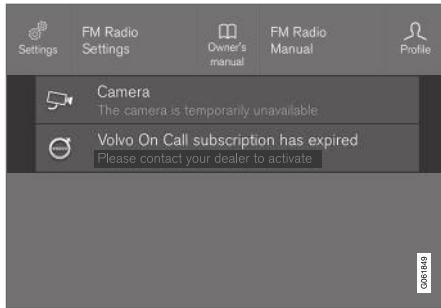 Settings
FM Radio
Settings
Owner's
manual
FM Radio
Manual
Profile
Camera
The camera is temporarily unavailable
VOLVO
Volvo On Call subscription has expired
Please contact your dealer to activate
G061849